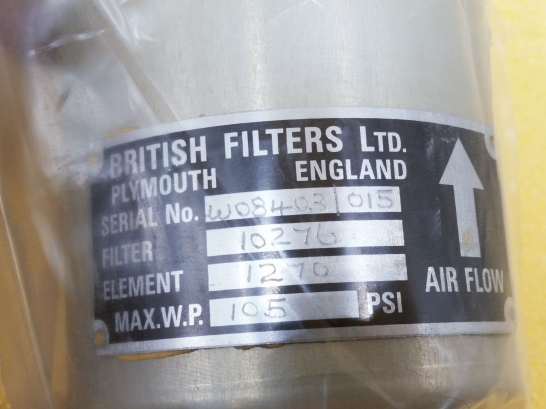 BRITISH FILTERS LTD.
PLYMOUTH ENGLAND
SERIAL No. W08403/015
FILTER 10276
ELEMENT 1270
MAX.W.P. 105 PSI
AIR FLOW